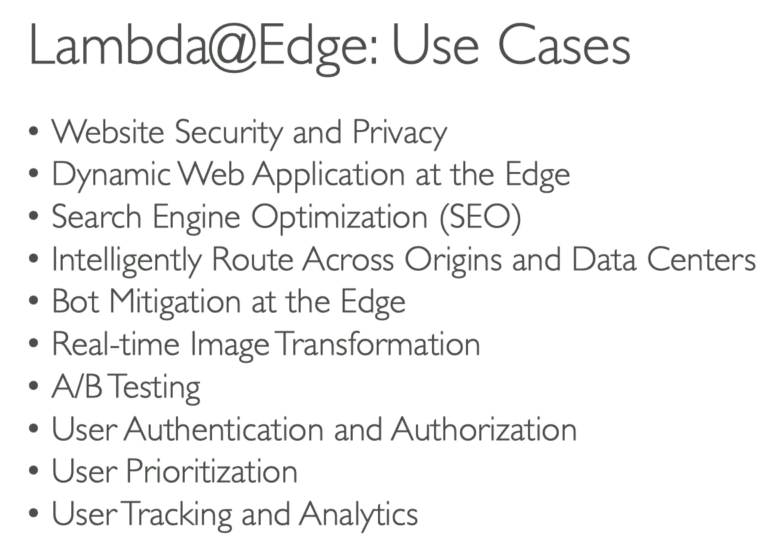 Lambda@Edge: Use Cases
• Website Security and Privacy
• Dynamic Web Application at the Edge
• Search Engine Optimization (SEO)
• Intelligently Route Across Origins and Data Centers
• Bot Mitigation at the Edge
• Real-time Image Transformation
• A/B Testing
• User Authentication and Authorization
• User Prioritization
• User Tracking and Analytics